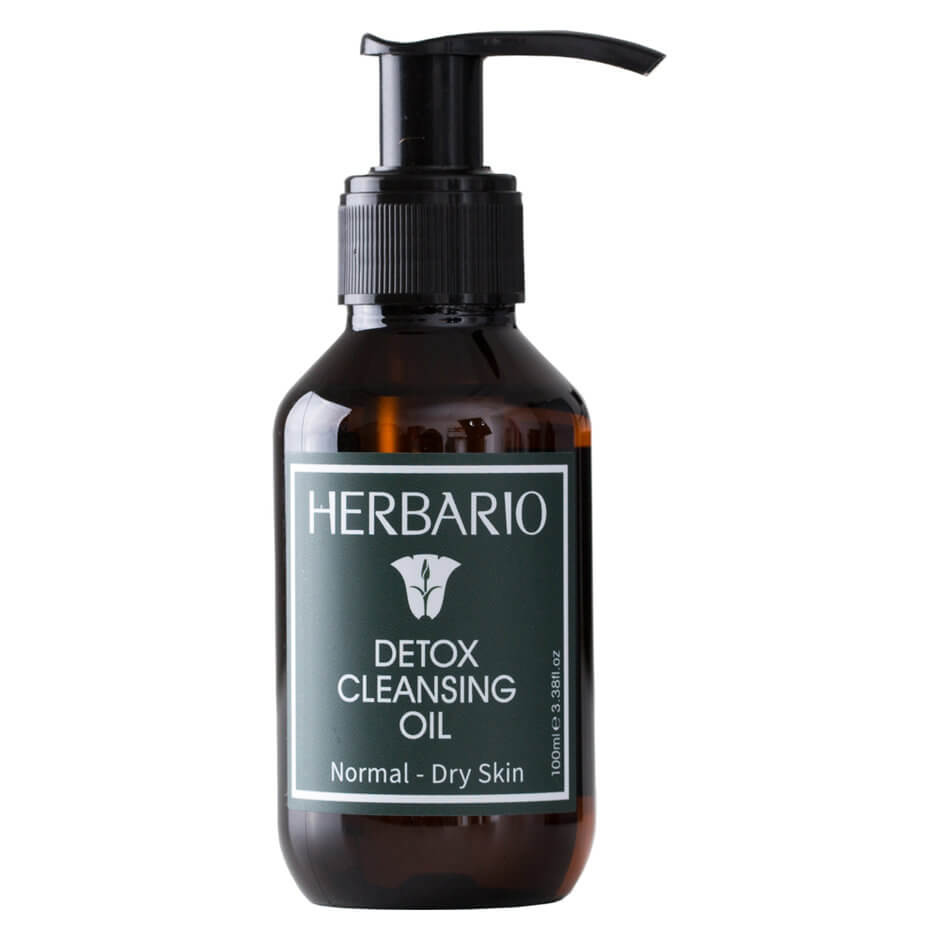 HERBARIO
DETOX
CLEANSING
OIL
Normal - Dry Skin
100ml ℮ 3.38fl.oz